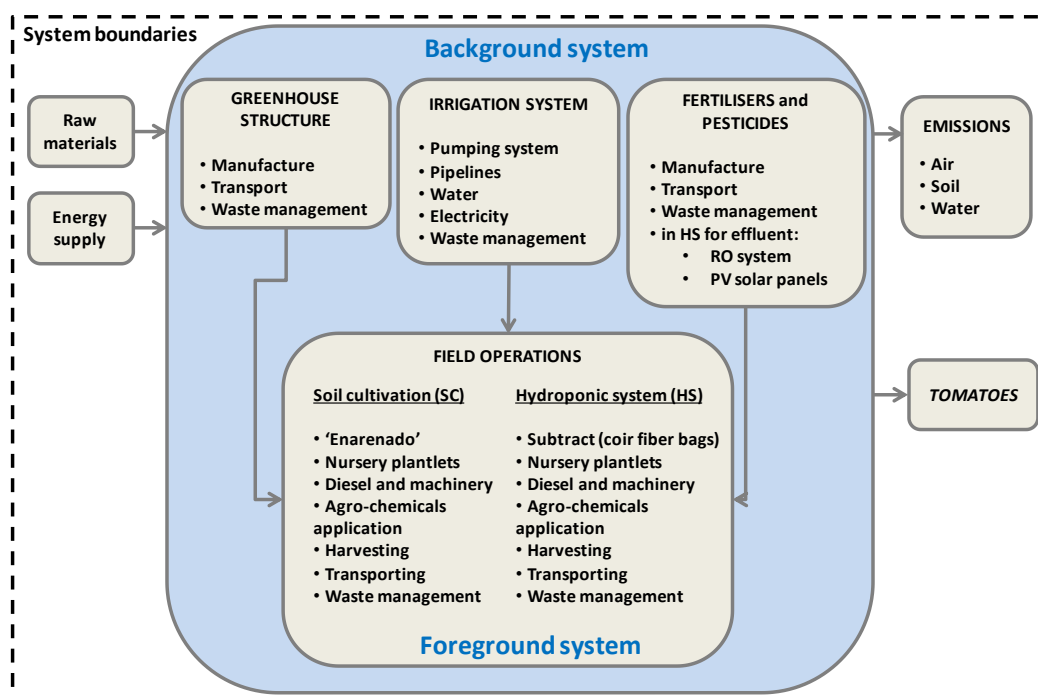 System boundaries
Background system
Raw
materials
Energy
supply
GREENHOUSE
STRUCTURE
• Manufacture
• Transport
• Waste management
IRRIGATION SYSTEM
• Pumping system
• Pipelines
• Water
• Electricity
• Waste management
FERTILISERS and
PESTICIDES
• Manufacture
• Transport
• Waste management
• in HS for effluent:
• RO system
• PV solar panels
EMISSIONS
• Air
• Soil
• Water
TOMATOES
FIELD OPERATIONS
Soil cultivation (SC)
• ‘Enarenado’
• Nursery plantlets
• Diesel and machinery
• Agro-chemicals
application
• Harvesting
• Transporting
• Waste management
Hydroponic system (HS)
• Subtract (coir fiber bags)
• Nursery plantlets
• Diesel and machinery
• Agro-chemicals
application
• Harvesting
• Transporting
• Waste management
Foreground system